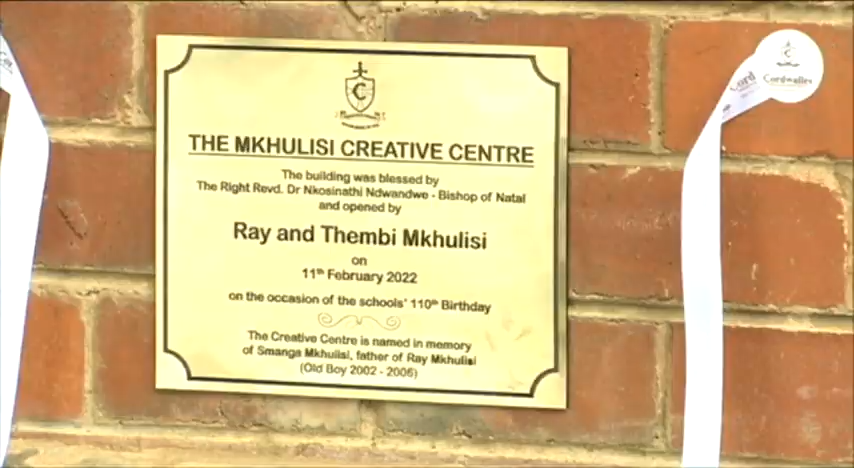 C
THE MKHULISI CREATIVE CENTRE
The building was blessed by
The Right Revd. Dr Nkosinathi Ndwandwe - Bishop of Natal
and opened by
Ray and Thembi Mkhulisi
on
11th February 2022
on the occasion of the schools' 110th Birthday
The Creative Centre is named in memory
of Smanga Mkhulisi, father of Ray Mkhulisi
(Old Boy 2002 - 2006)
Cord
Cordwalles